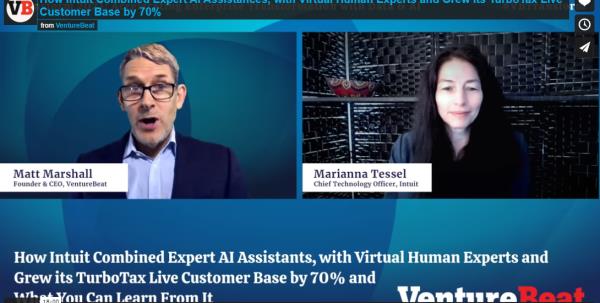 VB
How Intuit Combined Expert AI Assistances, with Virtual Human Experts and Grew its TurboTax Live
Customer Base by 70%
from VentureBeat
Matt Marshall
Founder & CEO, VentureBeat
Marianna Tessel
Chief Technology Officer, Intuit
How Intuit Combined Expert AI Assistants, with Virtual Human Experts and
Grew its TurboTax Live Customer Base by 70% and
What You Can Learn From It
VentureBeat